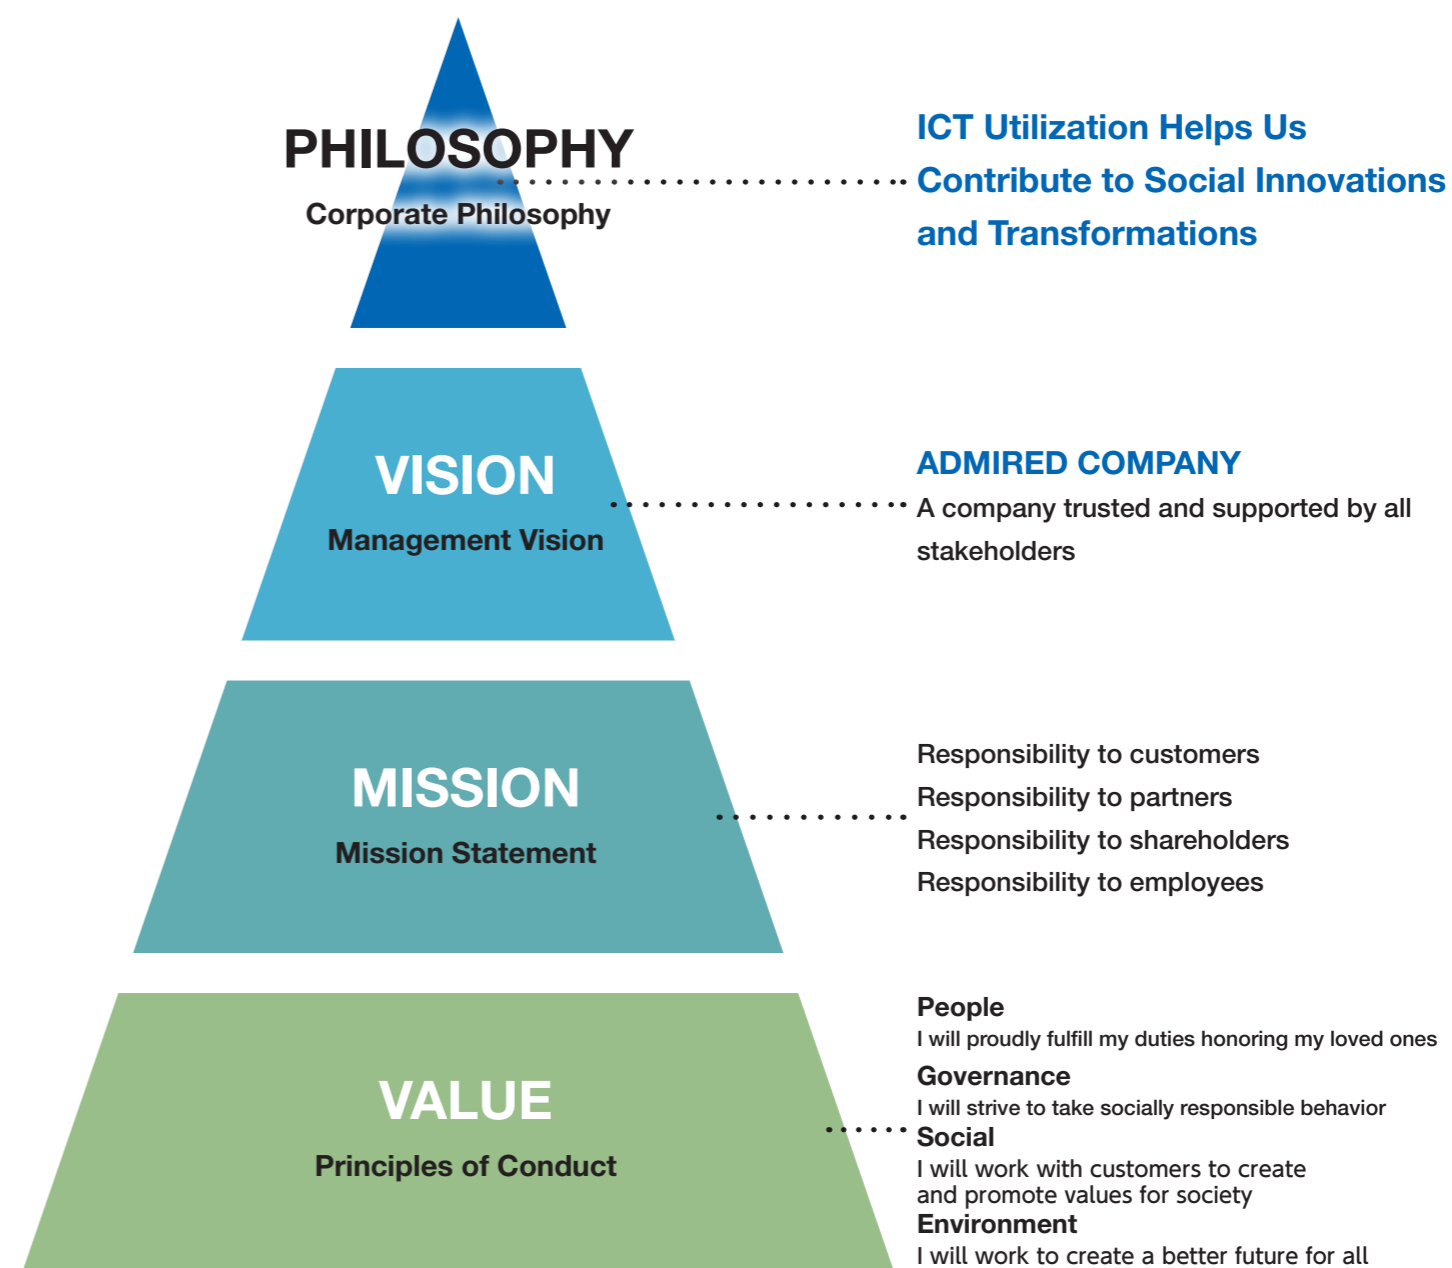 PHILOSOPHY
Corporate Philosophy
ICT Utilization Helps Us
Contribute to Social Innovations
and Transformations
VISION
Management Vision
ADMIRED COMPANY
A company trusted and supported by all
stakeholders
MISSION
Mission Statement
Responsibility to customers
Responsibility to partners
Responsibility to shareholders
Responsibility to employees
VALUE
Principles of Conduct
People
I will proudly fulfill my duties honoring my loved ones
Governance
I will strive to take socially responsible behavior
Social
I will work with customers to create
and promote values for society
Environment
I will work to create a better future for all